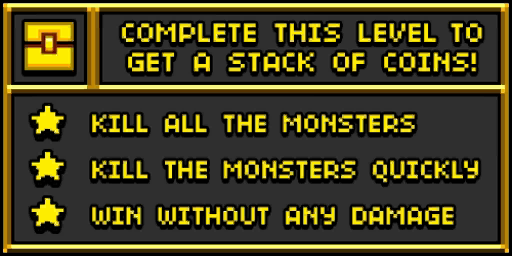 COMPLETE THIS LEVEL TO
GET A STACK OF COINS!
KILL ALL THE MONSTERS
KILL THE MONSTERS QUICKLY
WIN WITHOUT ANY DAMAGE